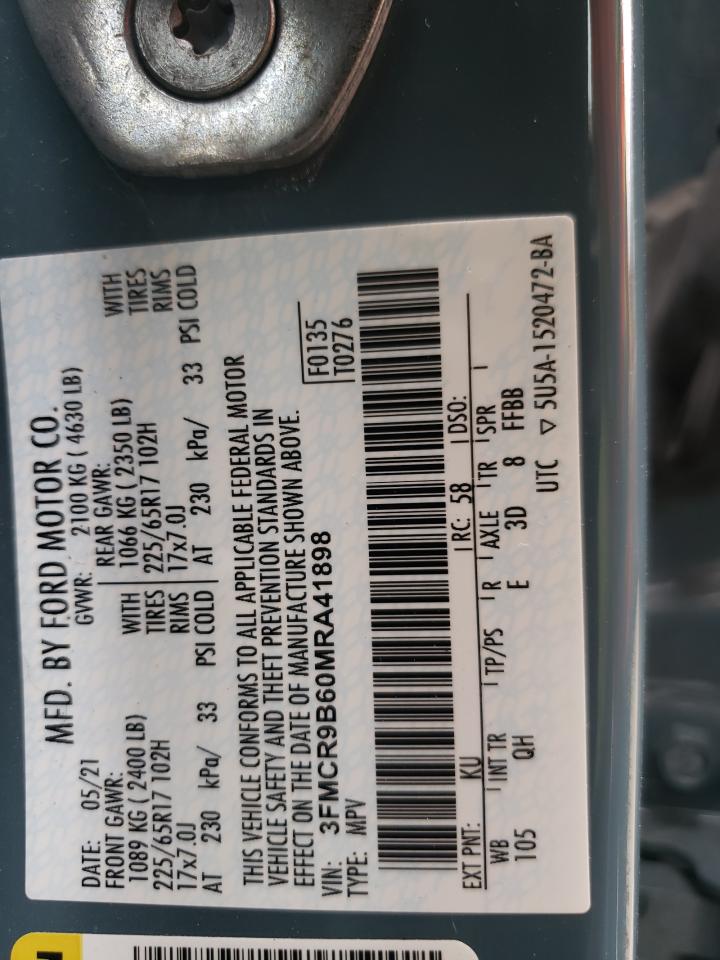 MFD. BY FORD MOTOR CO.
DATE: 05/21 GVWR: 2100 KG ( 4630 LB)
FRONT GAWR: REAR GAWR:
1089 KG ( 2400 LB) WITH 1066 KG ( 2350 LB) WITH
225/65R17 102H TIRES 225/65R17 102H TIRES
17x7.0J RIMS 17x7.0J RIMS
AT 230 kPa/ 33 PSI COLD AT 230 kPa/ 33 PSI COLD
THIS VEHICLE CONFORMS TO ALL APPLICABLE FEDERAL MOTOR
VEHICLE SAFETY AND THEFT PREVENTION STANDARDS IN
EFFECT ON THE DATE OF MANUFACTURE SHOWN ABOVE.
F0135
T0276
VIN: 3FMCR9B60MRA41898
TYPE: MPV
EXT PNT: KU RC: 58 DSO:
WB INT TR TP/PS R AXLE TR SPR
105 QH E 3D 8 FFBB
UTC ▽ 5U5A-1520472-BA